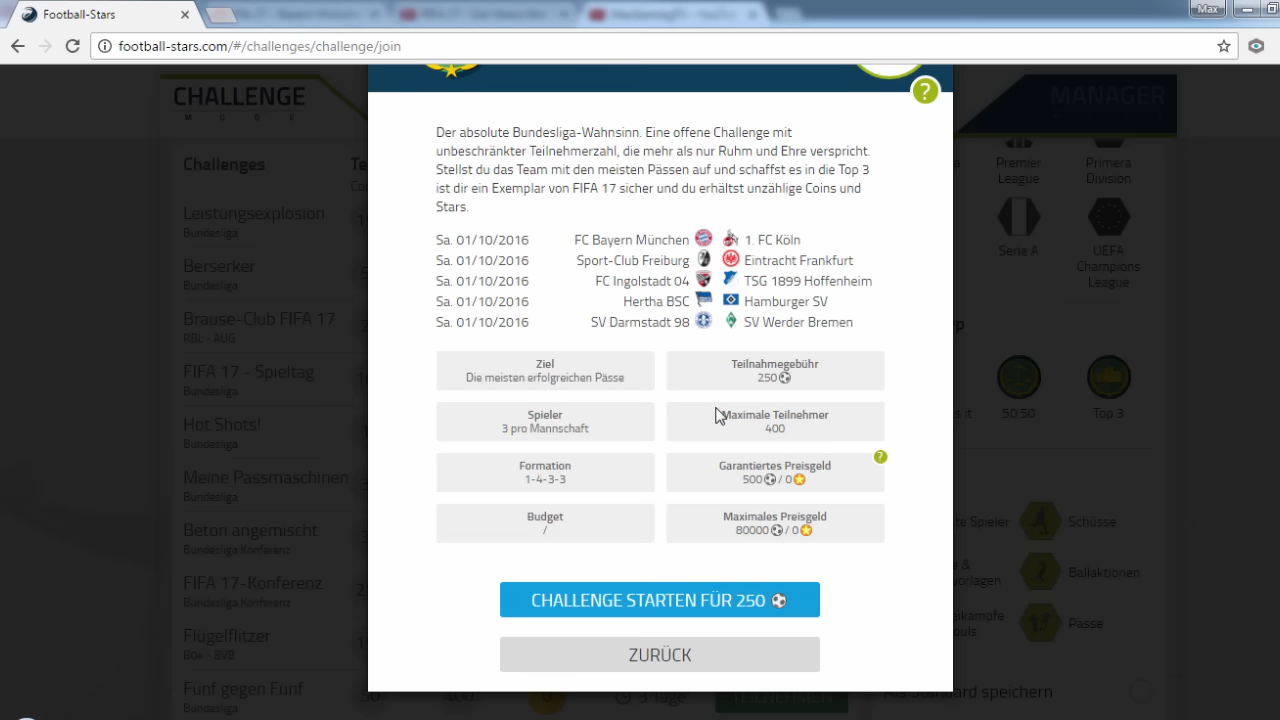 Football-Stars
Max
football-stars.com/#/challenges/challenge/join
CHALLENGE
M O D E
MANAGER
Challenges
Leistungsexplosion
Bundesliga
Berserker
Bundesliga
Brause-Club FIFA 17
RBL - AUG
FIFA 17 - Spieltag
Bundesliga
Hot Shots!
Bundesliga
Meine Passmaschinen
Bundesliga
Beton angemischt
Bundesliga Konferenz
FIFA 17-Konferenz
Bundesliga Konferenz
Flügelflitzer
B04 - BVB
Fünf gegen Fünf
Bundesliga
?
Der absolute Bundesliga-Wahnsinn. Eine offene Challenge mit
unbeschränkter Teilnehmerzahl, die mehr als nur Ruhm und Ehre verspricht.
Stellst du das Team mit den meisten Pässen auf und schaffst es in die Top 3
ist dir ein Exemplar von FIFA 17 sicher und du erhältst unzählige Coins und
Stars.
Sa. 01/10/2016 FC Bayern München 1. FC Köln
Sa. 01/10/2016 Sport-Club Freiburg Eintracht Frankfurt
Sa. 01/10/2016 FC Ingolstadt 04 TSG 1899 Hoffenheim
Sa. 01/10/2016 Hertha BSC Hamburger SV
Sa. 01/10/2016 SV Darmstadt 98 SV Werder Bremen
Ziel
Die meisten erfolgreichen Pässe
Teilnahmegebühr
250
Spieler
3 pro Mannschaft
Maximale Teilnehmer
400
Formation
1-4-3-3
Garantiertes Preisgeld
500 / 0
?
Budget
/
Maximales Preisgeld
80000 / 0
CHALLENGE STARTEN FÜR 250
ZURÜCK
3 Tage
Premier
League
Primera
Division
Serie A
UEFA
Champions
League
50:50
Top 3
Schüsse
Ballaktionen
Pässe
Als Standard speichern